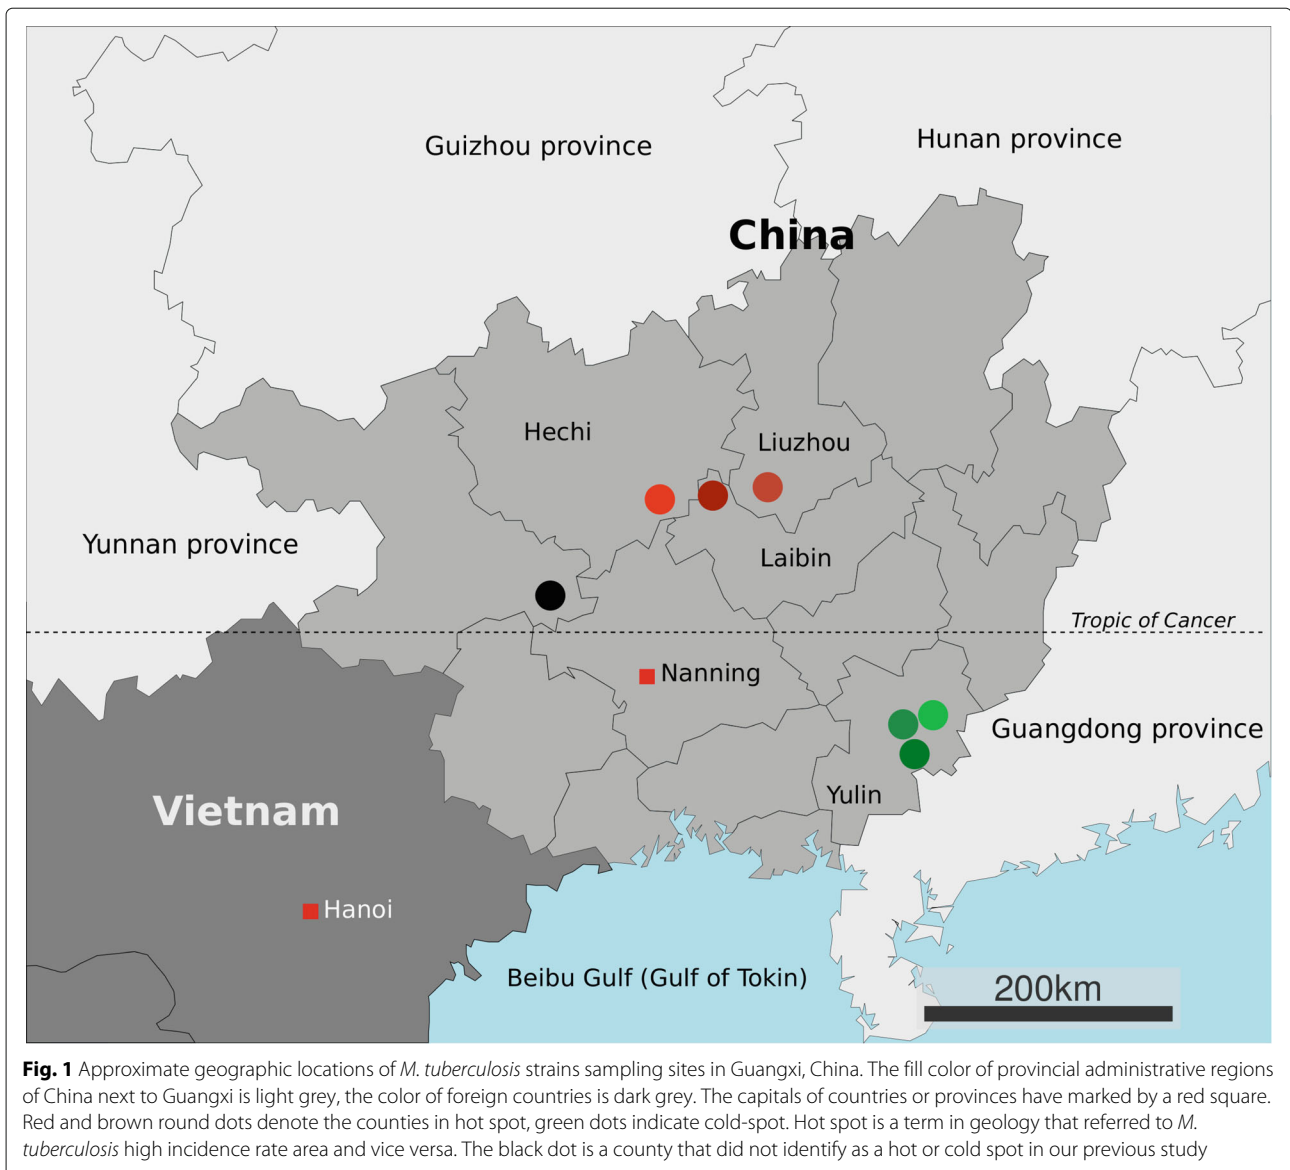 Guizhou province
Hunan province
China
Hechi
Liuzhou
Yunnan province
Laibin
Tropic of Cancer
Nanning
Guangdong province
Yulin
Vietnam
Hanoi
Beibu Gulf (Gulf of Tokin)
200km
Fig. 1 Approximate geographic locations of M. tuberculosis strains sampling sites in Guangxi, China. The fill color of provincial administrative regions
of China next to Guangxi is light grey, the color of foreign countries is dark grey. The capitals of countries or provinces have marked by a red square.
Red and brown round dots denote the counties in hot spot, green dots indicate cold-spot. Hot spot is a term in geology that referred to M.
tuberculosis high incidence rate area and vice versa. The black dot is a county that did not identify as a hot or cold spot in our previous study